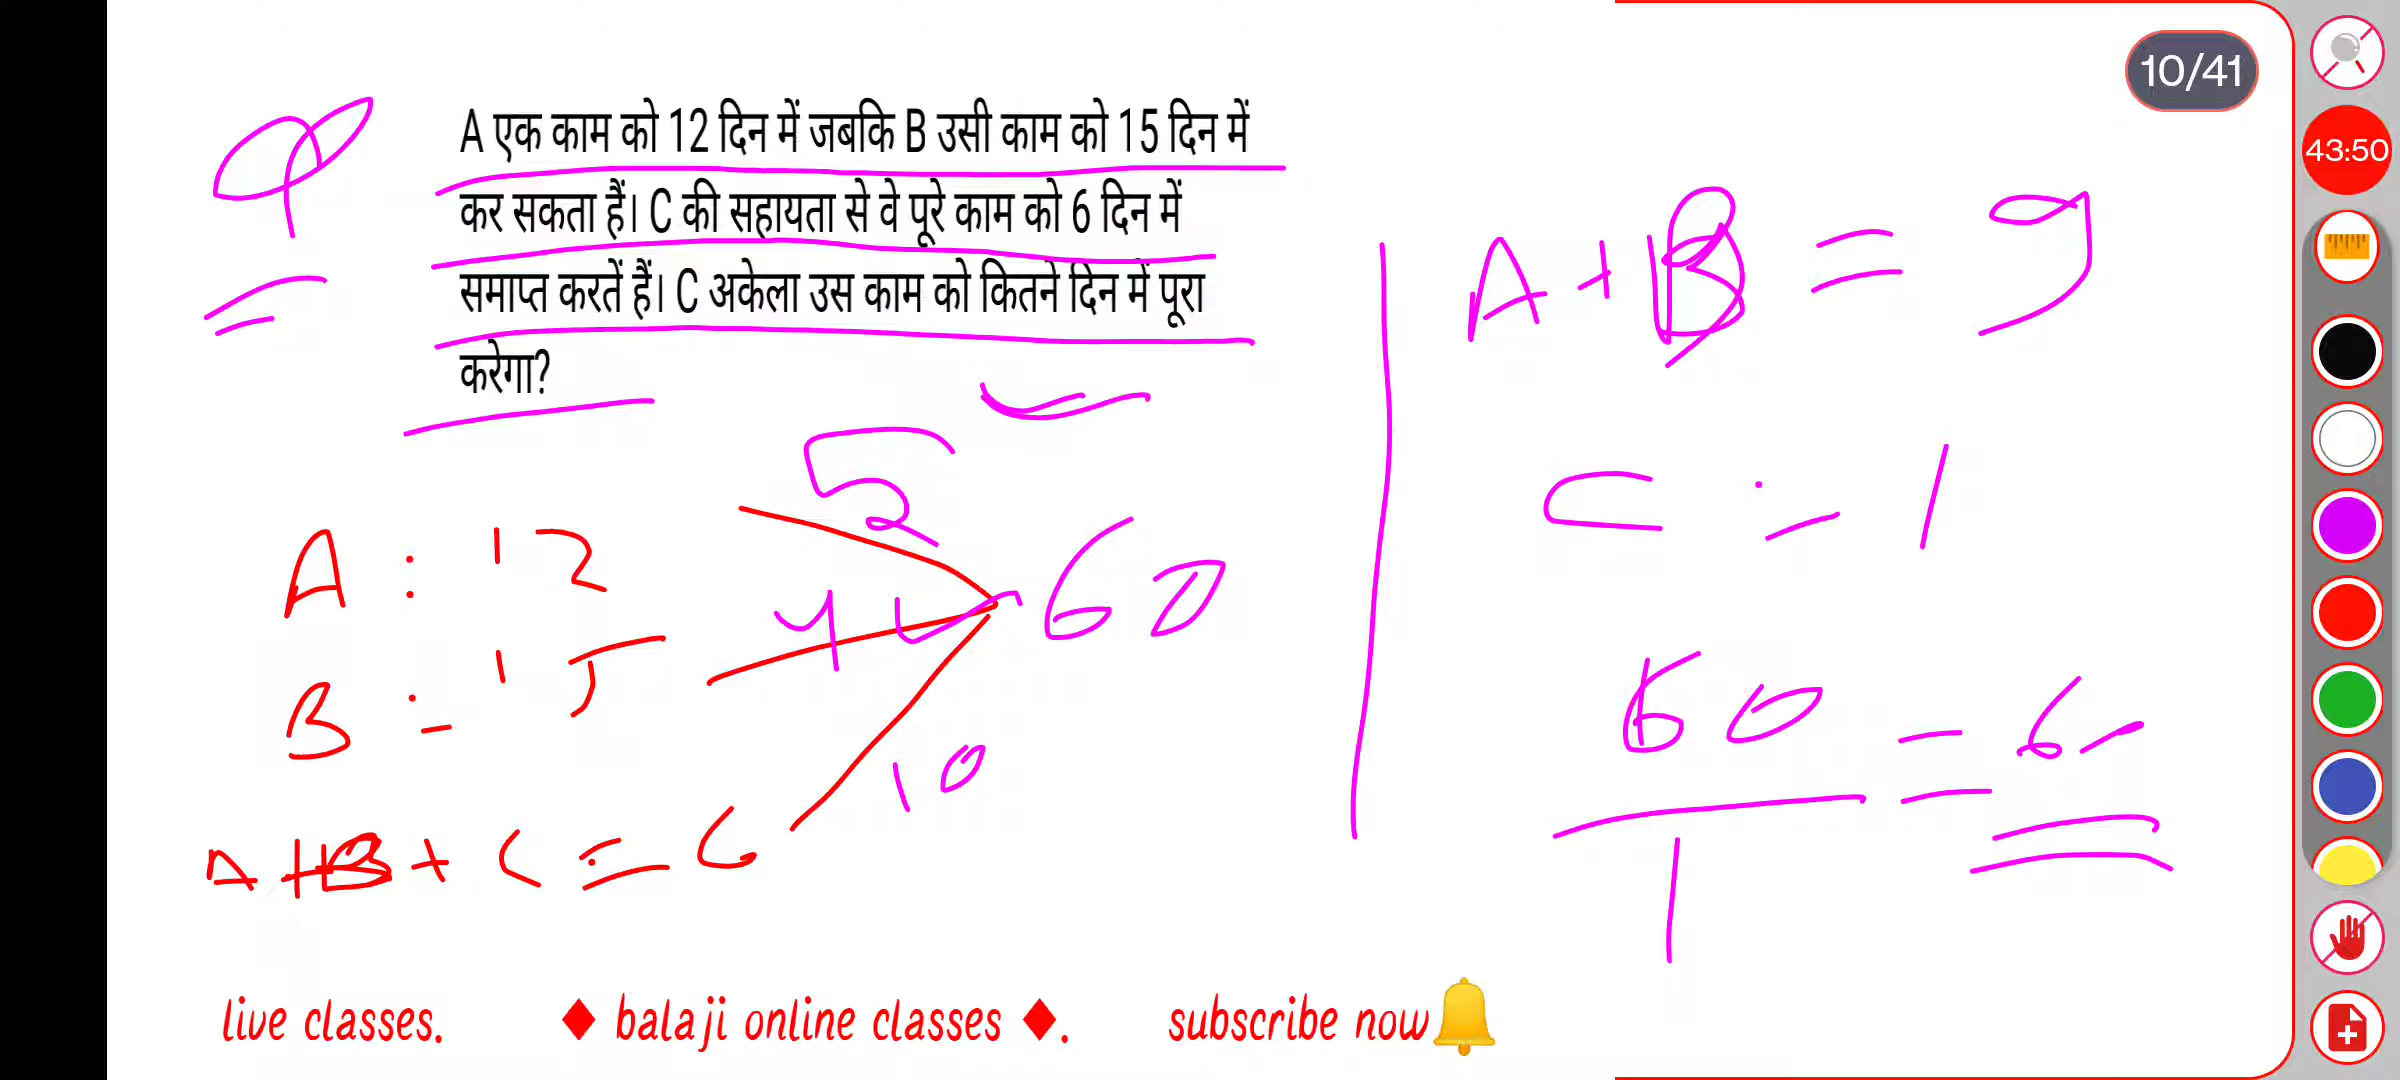 10/41
43:50
A एक काम को 12 दिन में जबकि B उसी काम को 15 दिन में
कर सकता हैं। C की सहायता से वे पूरे काम को 6 दिन में
समाप्त करतें हैं। C अकेला उस काम को कितने दिन में पूरा
करेगा?
A : 12
B : 15
A+B+C = 6
5
4
10
60
A+B = 9
C = 1
60
1
= 60
live classes. ♦ balaji online classes ♦. subscribe now🔔